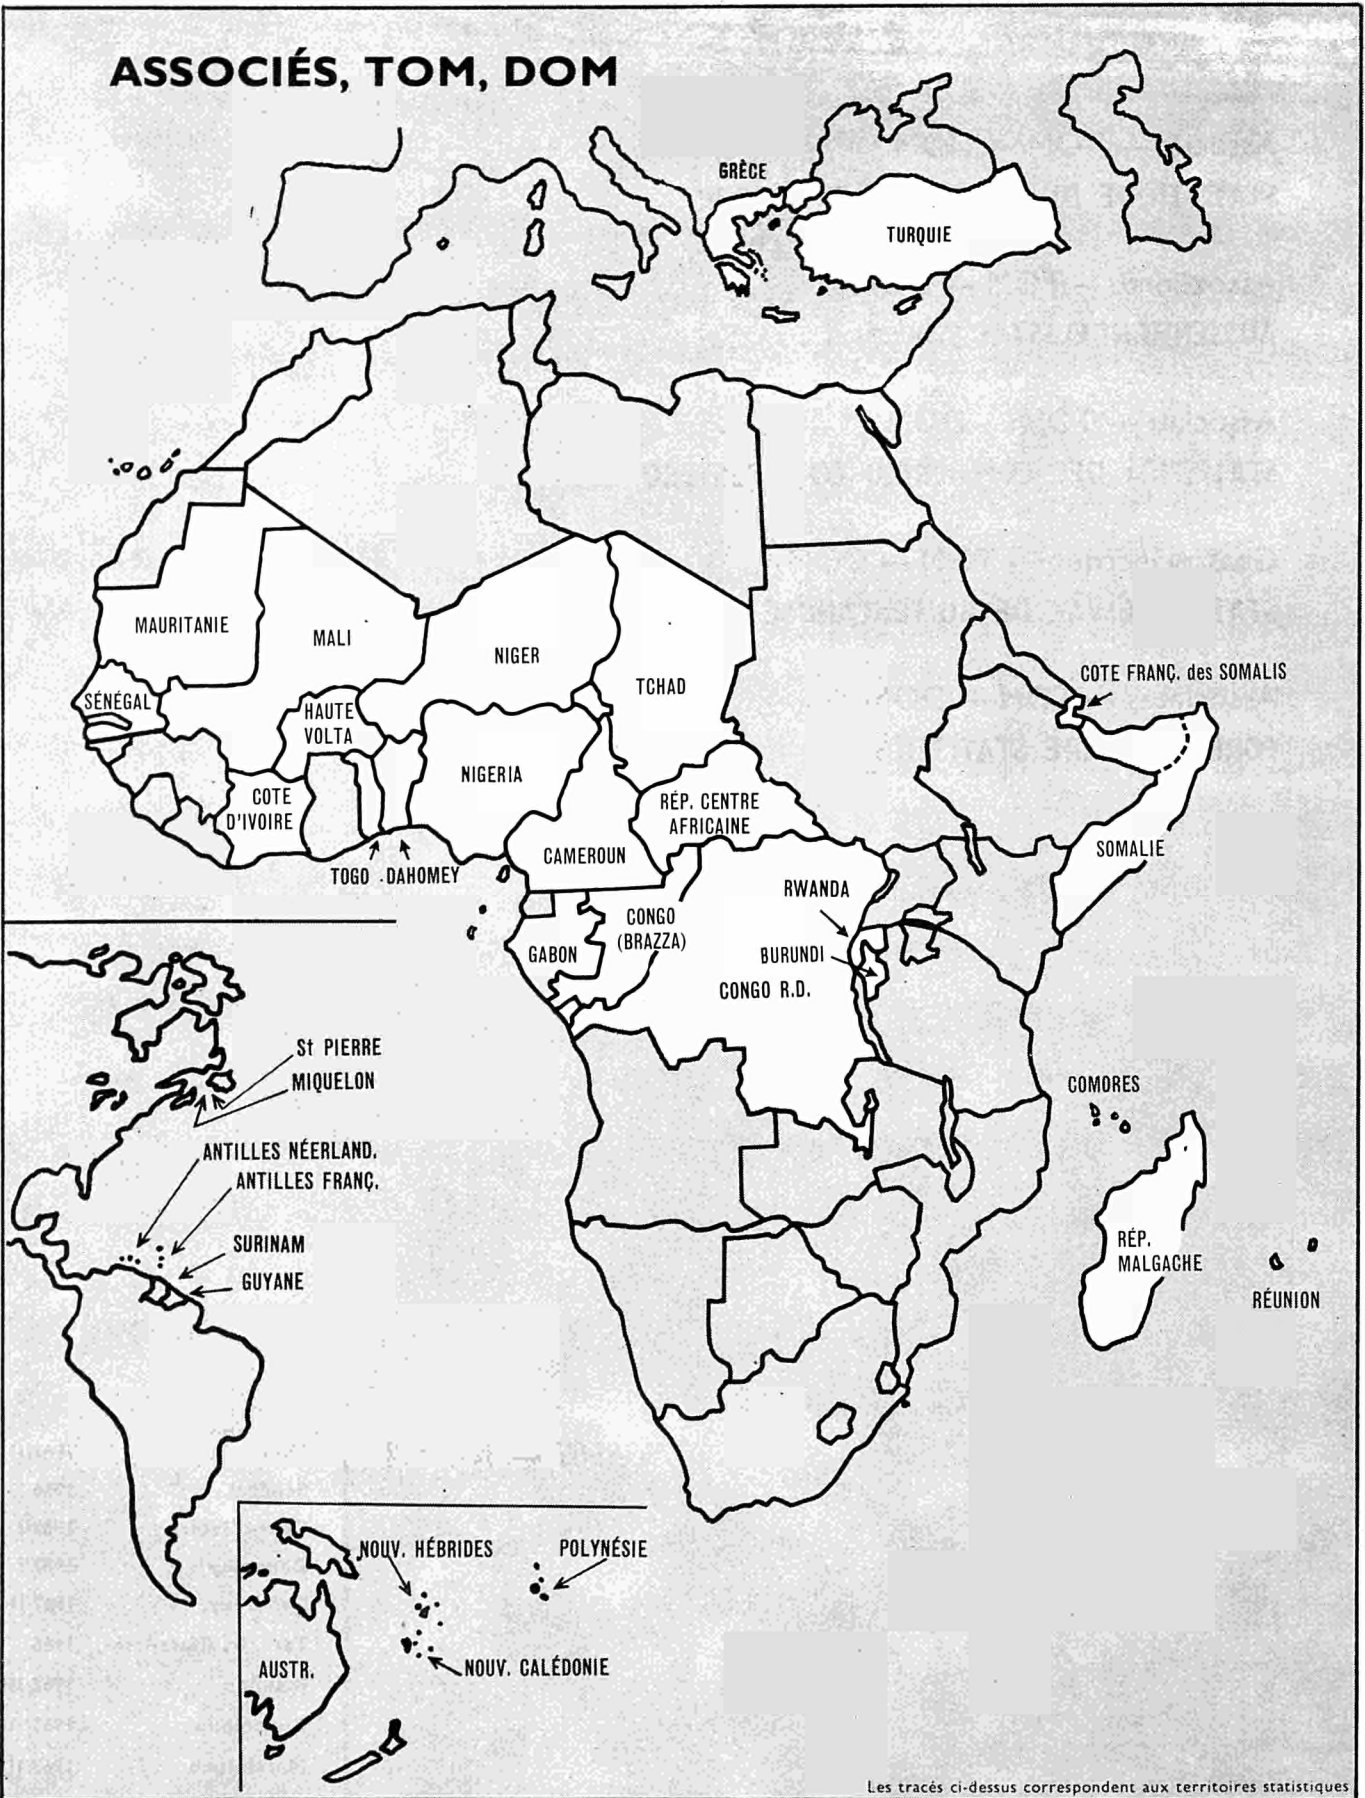 ASSOCIÉS, TOM, DOM
GRÈCE
TURQUIE
MAURITANIE
MALI
NIGER
TCHAD
COTE FRANÇ. des SOMALIS
SÉNÉGAL
HAUTE
VOLTA
NIGERIA
COTE
D'IVOIRE
RÉP. CENTRE
AFRICAINE
SOMALIE
CAMEROUN
TOGO - DAHOMEY
RWANDA
CONGO
(BRAZZA)
GABON
BURUNDI
CONGO R.D.
St PIERRE
MIQUELON
COMORES
ANTILLES NÉERLAND.
ANTILLES FRANÇ.
SURINAM
GUYANE
RÉP.
MALGACHE
RÉUNION
NOUV. HÉBRIDES
POLYNÉSIE
AUSTR.
NOUV. CALÉDONIE
Les tracés ci-dessus correspondent aux territoires statistiques